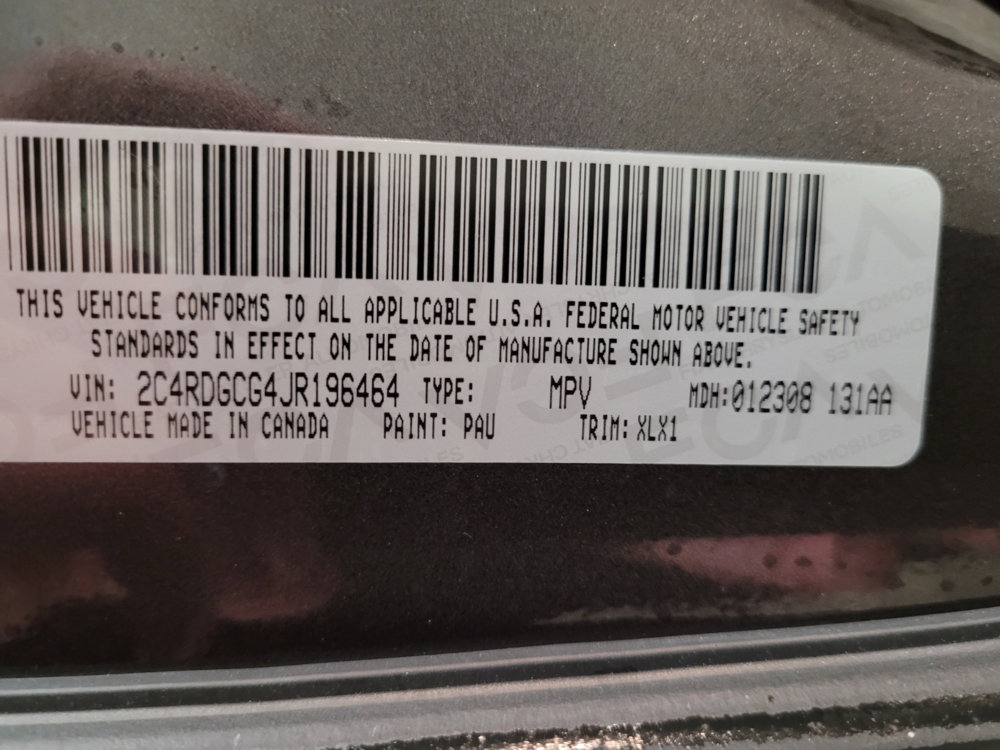 THIS VEHICLE CONFORMS TO ALL APPLICABLE U.S.A. FEDERAL MOTOR VEHICLE SAFETY
STANDARDS IN EFFECT ON THE DATE OF MANUFACTURE SHOWN ABOVE.
VIN: 2C4RDGCG4JR196464 TYPE: MPV MDH:012308 131AA
VEHICLE MADE IN CANADA PAINT: PAU TRIM: XLX1